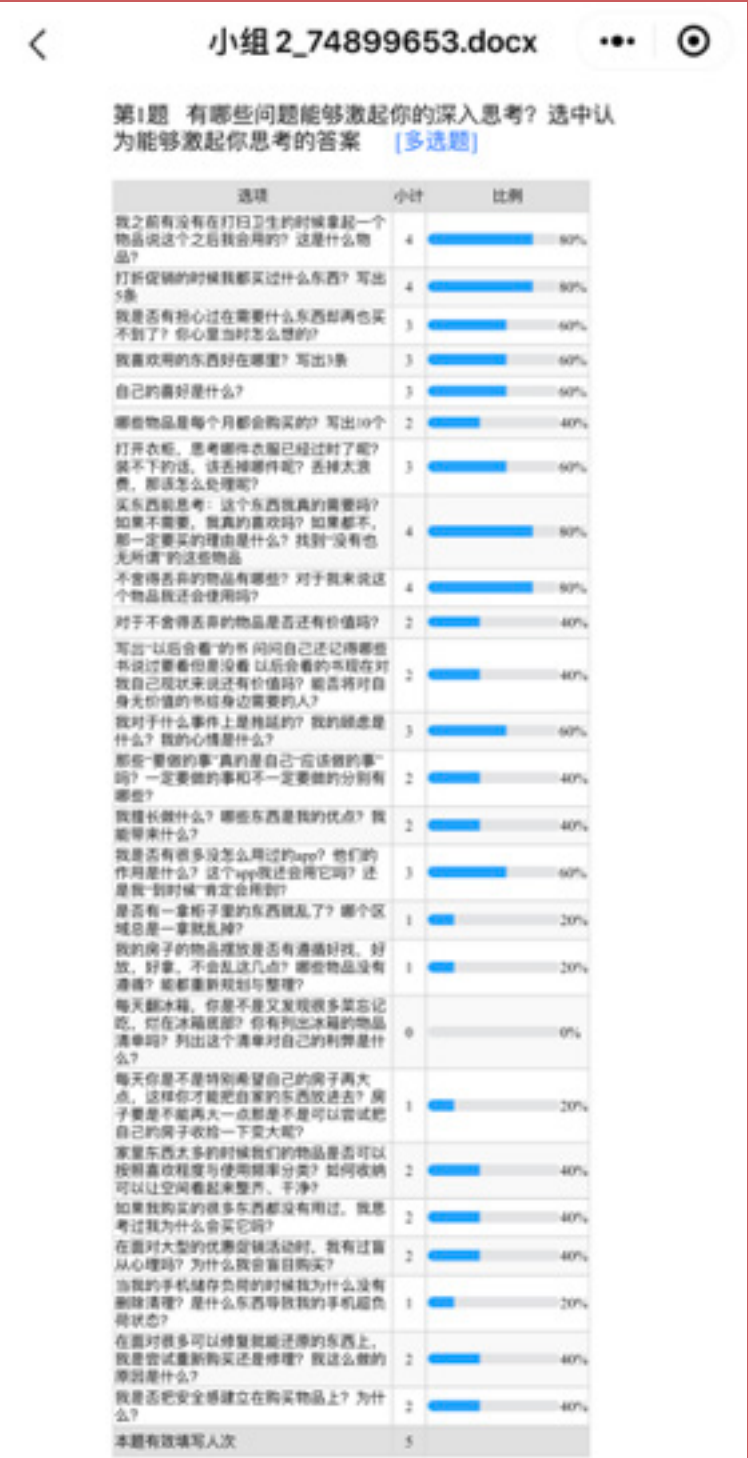 小组2_74899653.docx
第1题 有哪些问题能够激起你的深入思考？选中认
为能够激起你思考的答案 [多选题]
选项 小计 比例
我之前有没有在打扫卫生的时候拿起一个
物品说这个之后我会用的？这是什么物
品？
4 80%
打折促销的时候我都买过什么东西？写出
5条
4 80%
我是否有担心过在需要什么东西却再也买
不到了？你心里当时怎么想的？
3 60%
我喜欢用的东西好在哪里？写出3条 3 60%
自己的喜好是什么？ 3 60%
哪些物品是每个月都会购买的？写出10个 2 40%
打开衣柜，思考哪件衣服已经过时了呢？
装不下的话，该丢掉哪件呢？丢掉太浪
费，那该怎么处理呢？
3 60%
买东西前思考：这个东西我真的需要吗？
如果不需要，我真的喜欢吗？如果都不，
那一定要买的理由是什么？找到“没有也
无所谓”的这些物品
4 80%
不舍得丢弃的物品有哪些？对于我来说这
个物品我还会使用吗？
4 80%
对于不舍得丢弃的物品是否还有价值吗？ 2 40%
写出“以后会看”的书 问问自己还记得哪些
书说过要看但是没看 以后会看的书现在对
我自己现状来说还有价值吗？能否将对自
身无价值的书给身边需要的人？
2 40%
我对于什么事件上是拖延的？我的顾虑是
什么？我的心情是什么？
3 60%
那些“要做的事”真的是自己“应该做的事”
吗？一定要做的事和不一定要做的分别有
哪些？
2 40%
我擅长做什么？哪些东西是我的优点？我
能带来什么？
2 40%
我是否有很多没怎么用过的app？他们的
作用是什么？这个app我还会用它吗？还
是我“到时候”肯定会用到？
3 60%
是否有一拿柜子里的东西就乱了？哪个区
域总是一拿就乱掉？
1 20%
我的房子的物品摆放是否有遵循好找，好
放，好拿，不会乱这几点？哪些物品没有
遵循？能都重新规划与整理？
1 20%
每天翻冰箱，你是不是又发现很多菜忘记
吃，烂在冰箱底部？你有列出冰箱的物品
清单吗？列出这个清单对自己的利弊是什
么？
0 0%
每天你是不是特别希望自己的房子再大
点，这样你才能把自家的东西放进去？房
子要是不能再大一点那是不是可以尝试把
自己的房子收拾一下变大呢？
1 20%
家里东西太多的时候我们的物品是否可以
按照喜欢程度与使用频率分类？如何收纳
可以让空间看起来整齐、干净？
2 40%
如果我购买的很多东西都没有用过，我思
考过我为什么会买它吗？
2 40%
在面对大型的优惠促销活动时，我有过盲
从心理吗？为什么我会盲目购买？
2 40%
当我的手机储存负荷的时候我为什么没有
删除清理？是什么东西导致我的手机超负
荷状态？
1 20%
在面对很多可以修复就能还原的东西上，
我是尝试重新购买还是修理？我这么做的
原因是什么？
2 40%
我是否把安全感建立在购买物品上？为什
么？
2 40%
本题有效填写人次 5